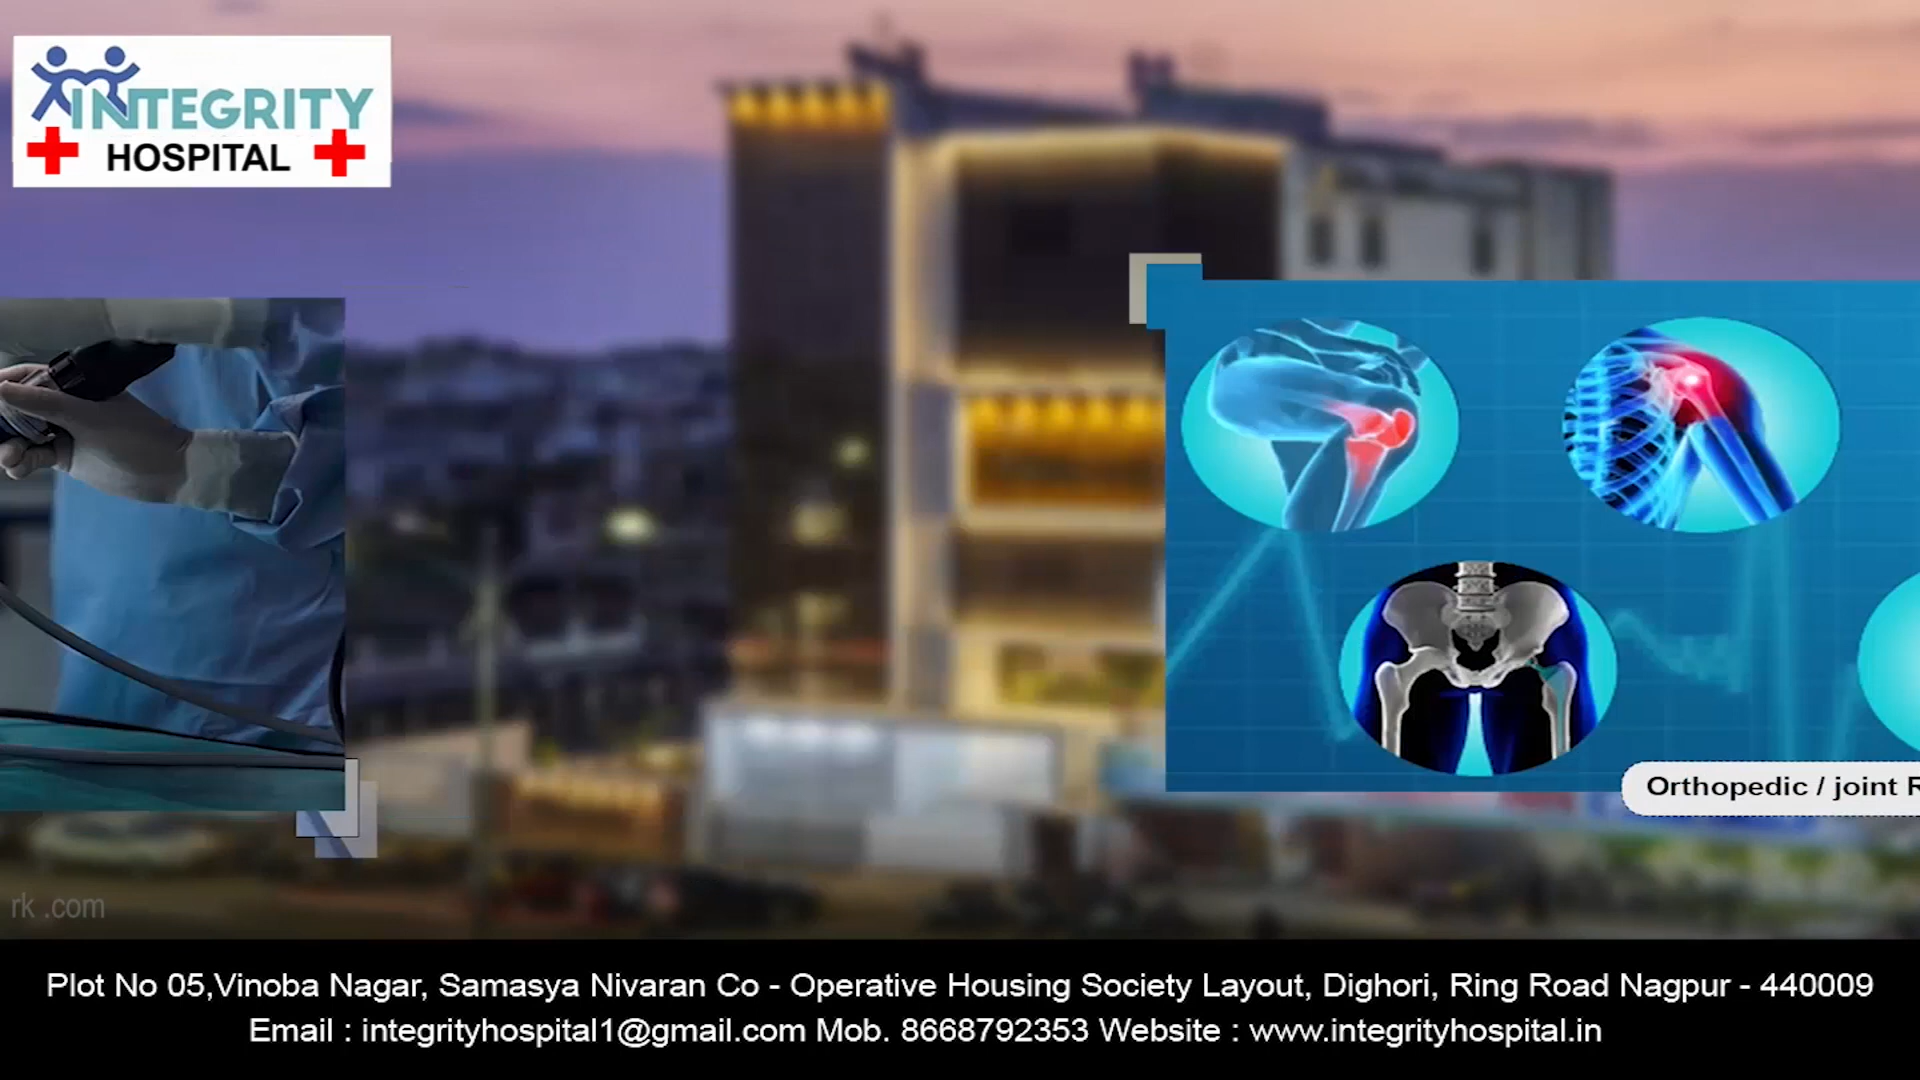 INTEGRITY
HOSPITAL
Orthopedic / joint
rk .com
Plot No 05,Vinoba Nagar, Samasya Nivaran Co - Operative Housing Society Layout, Dighori, Ring Road Nagpur - 440009
Email : integrityhospital1@gmail.com Mob. 8668792353 Website : www.integrityhospital.in